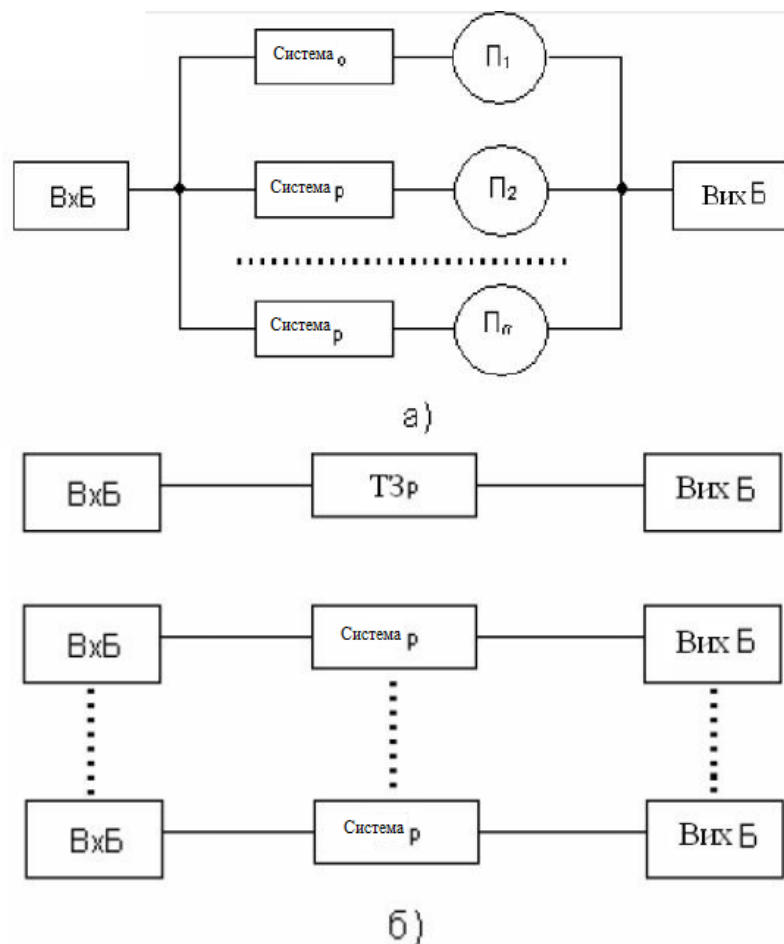 Система о П1
ВхБ Система р П2 Вих Б
Система р Пn
а)
ВхБ ТЗр Вих Б
ВхБ Система р Вих Б
ВхБ Система р Вих Б
б)